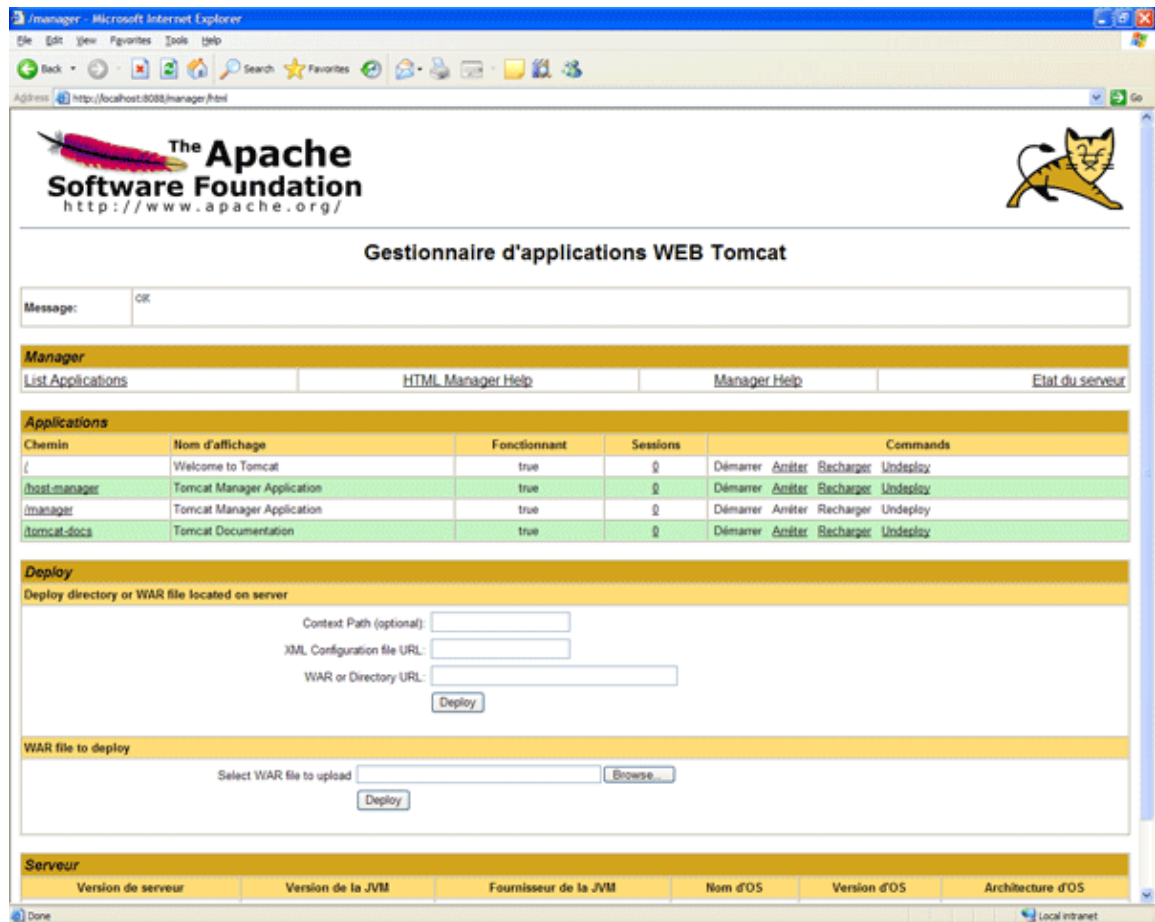 /manager - Microsoft Internet Explorer
File Edit View Favorites Tools Help
Back Search Favorites
Address http://localhost:8088/manager/html Go
The Apache
Software Foundation
http://www.apache.org/
Gestionnaire d'applications WEB Tomcat
Message: OK
Manager
List Applications HTML Manager Help Manager Help Etat du serveur
Applications
Chemin Nom d'affichage Fonctionnant Sessions Commands
/ Welcome to Tomcat true 0 Démarrer Arrêter Recharger Undeploy
/host-manager Tomcat Manager Application true 0 Démarrer Arrêter Recharger Undeploy
/manager Tomcat Manager Application true 0 Démarrer Arrêter Recharger Undeploy
/tomcat-docs Tomcat Documentation true 0 Démarrer Arrêter Recharger Undeploy
Deploy
Deploy directory or WAR file located on server
Context Path (optional):
XML Configuration file URL:
WAR or Directory URL:
Deploy
WAR file to deploy
Select WAR file to upload Browse...
Deploy
Serveur
Version de serveur Version de la JVM Fournisseur de la JVM Nom d'OS Version d'OS Architecture d'OS
Done Local intranet